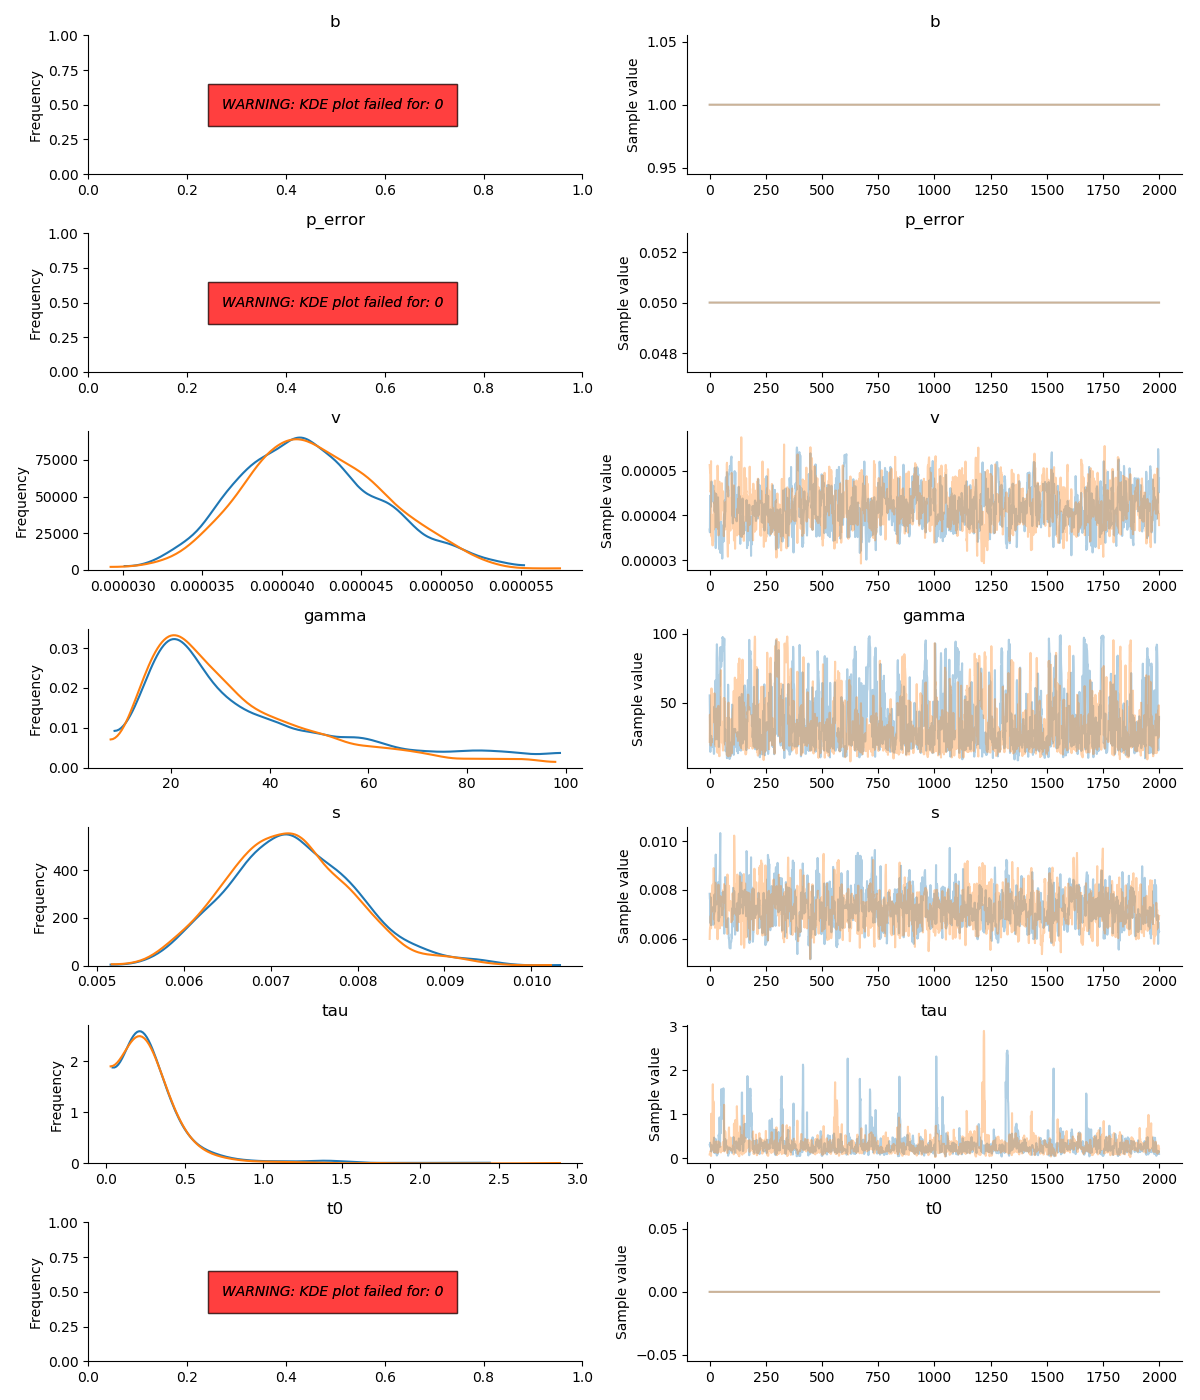 b
b
Frequency
1.00
0.75
0.50
0.25
0.00
WARNING: KDE plot failed for: 0
0.0 0.2 0.4 0.6 0.8 1.0
Sample value
1.05
1.00
0.95
0 250 500 750 1000 1250 1500 1750 2000
p_error
p_error
Frequency
1.00
0.75
0.50
0.25
0.00
WARNING: KDE plot failed for: 0
0.0 0.2 0.4 0.6 0.8 1.0
Sample value
0.052
0.050
0.048
0 250 500 750 1000 1250 1500 1750 2000
v
v
Frequency
75000
50000
25000
0
0.000030 0.000035 0.000040 0.000045 0.000050 0.000055
Sample value
0.00005
0.00004
0.00003
0 250 500 750 1000 1250 1500 1750 2000
gamma
gamma
Frequency
0.03
0.02
0.01
0.00
20 40 60 80 100
Sample value
100
50
0 250 500 750 1000 1250 1500 1750 2000
s
s
Frequency
400
200
0
0.005 0.006 0.007 0.008 0.009 0.010
Sample value
0.010
0.008
0.006
0 250 500 750 1000 1250 1500 1750 2000
tau
tau
Frequency
2
1
0
0.0 0.5 1.0 1.5 2.0 2.5 3.0
Sample value
3
2
1
0
0 250 500 750 1000 1250 1500 1750 2000
t0
t0
Frequency
1.00
0.75
0.50
0.25
0.00
WARNING: KDE plot failed for: 0
0.0 0.2 0.4 0.6 0.8 1.0
Sample value
0.05
0.00
−0.05
0 250 500 750 1000 1250 1500 1750 2000